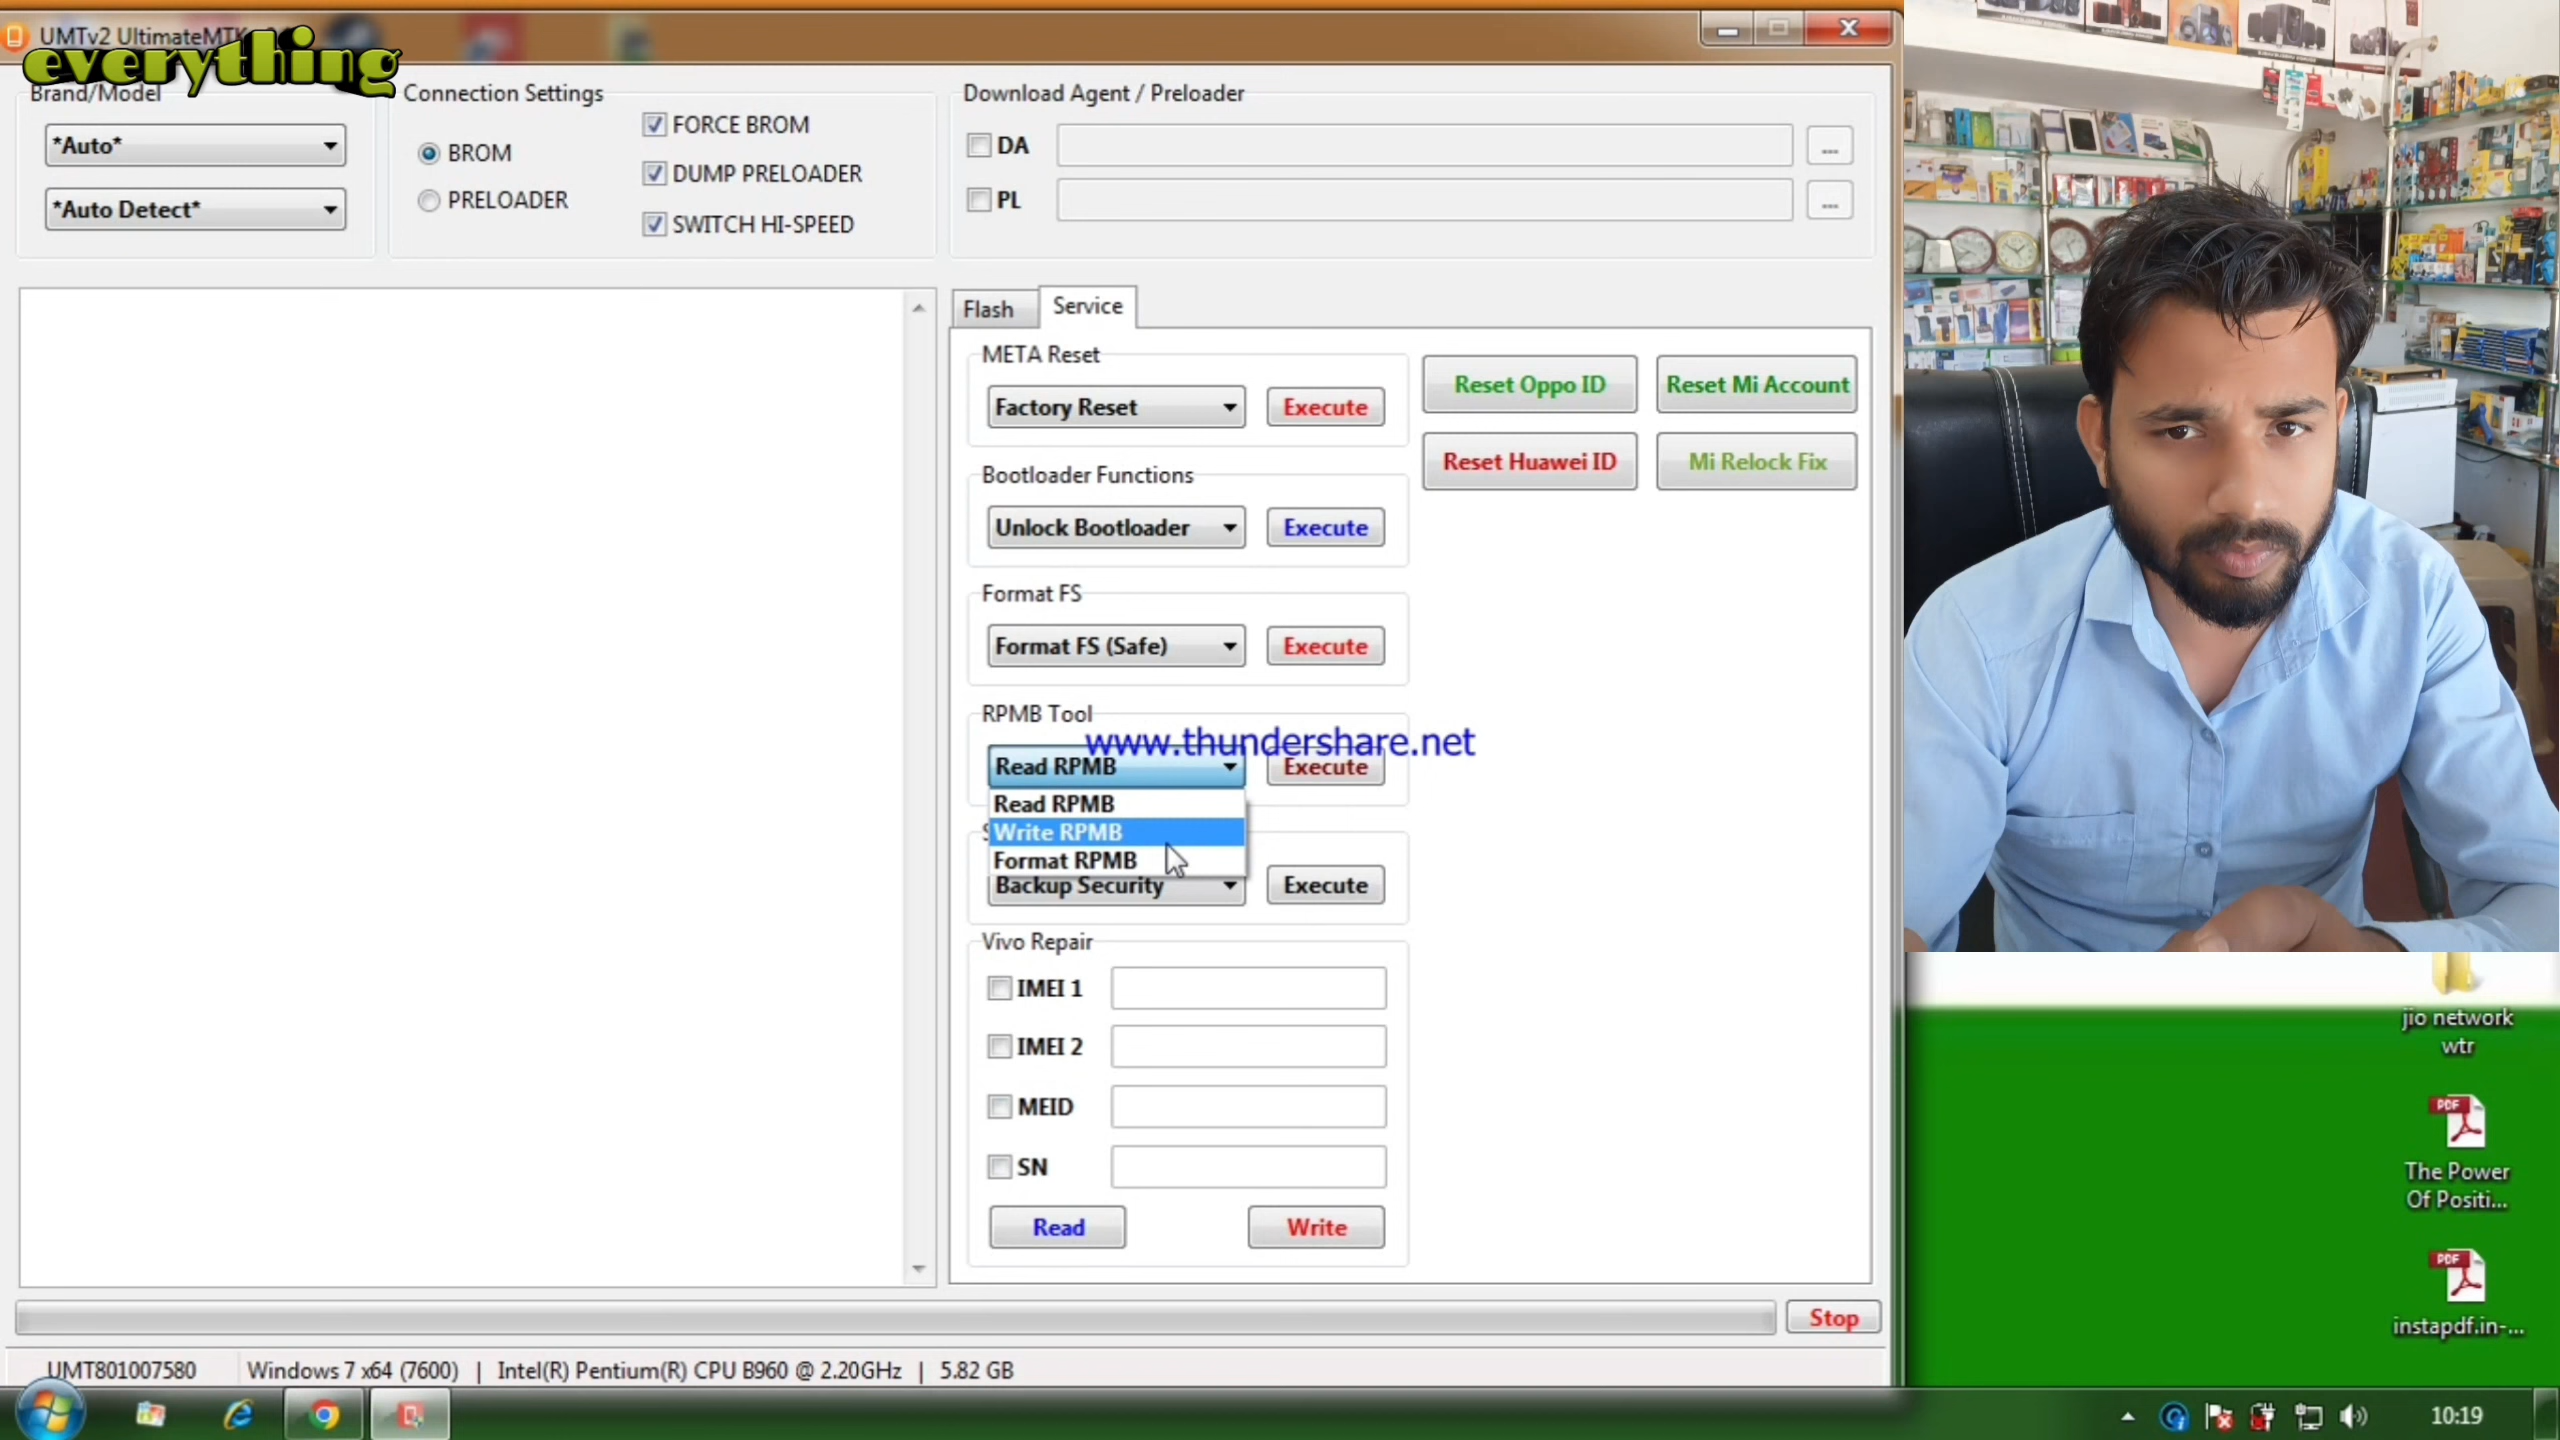 UMTv2 UltimateMTK
everything
Brand/Model
*Auto*
*Auto Detect*
Connection Settings
BROM
PRELOADER
FORCE BROM
DUMP PRELOADER
SWITCH HI-SPEED
Download Agent / Preloader
DA
...
PL
...
Flash
Service
META Reset
Factory Reset
Execute
Reset Oppo ID
Reset Mi Account
Reset Huawei ID
Mi Relock Fix
Bootloader Functions
Unlock Bootloader
Execute
Format FS
Format FS (Safe)
Execute
RPMB Tool
www.thundershare.net
Read RPMB
Execute
Read RPMB
Write RPMB
Format RPMB
Backup Security
Execute
Vivo Repair
IMEI 1
IMEI 2
MEID
SN
Read
Write
Stop
UMT801007580
Windows 7 x64 (7600) | Intel(R) Pentium(R) CPU B960 @ 2.20GHz | 5.82 GB
jio network
wtr
PDF
The Power
Of Positi...
PDF
instapdf.in-...
10:19